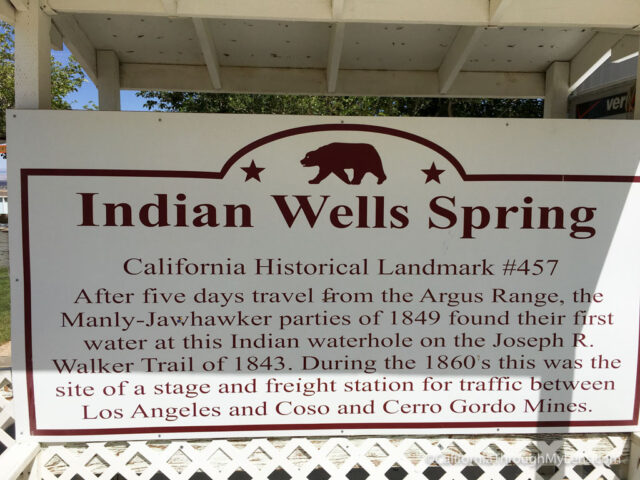 ver
Indian Wells Spring
California Historical Landmark #457
After five days travel from the Argus Range, the
Manly-Jawhawker parties of 1849 found their first
water at this Indian waterhole on the Joseph R.
Walker Trail of 1843. During the 1860's this was the
site of a stage and freight station for traffic between
Los Angeles and Coso and Cerro Gordo Mines.